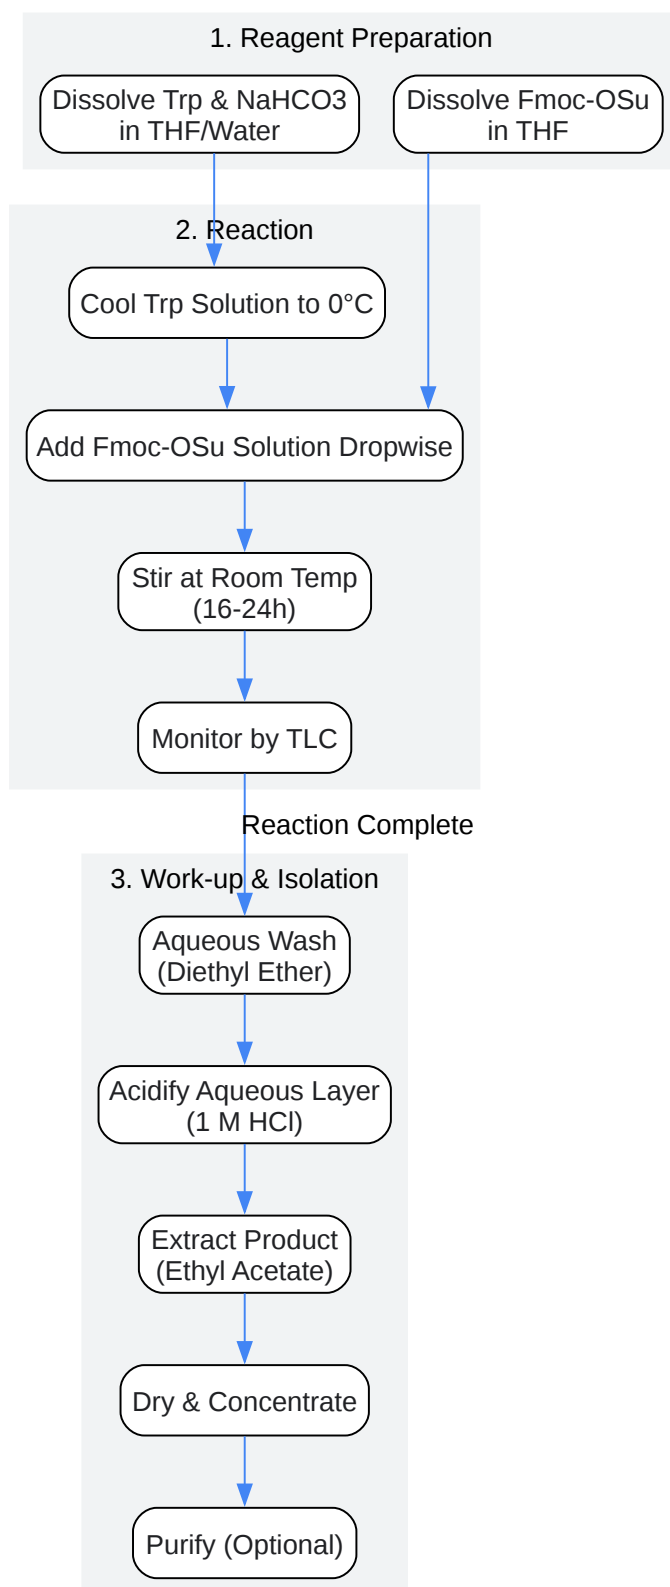 1. Reagent Preparation
Dissolve Trp & NaHCO3
in THF/Water
Dissolve Fmoc-OSu
in THF
2. Reaction
Cool Trp Solution to 0°C
Add Fmoc-OSu Solution Dropwise
Stir at Room Temp
(16-24h)
Monitor by TLC
Reaction Complete
3. Work-up & Isolation
Aqueous Wash
(Diethyl Ether)
Acidify Aqueous Layer
(1 M HCl)
Extract Product
(Ethyl Acetate)
Dry & Concentrate
Purify (Optional)